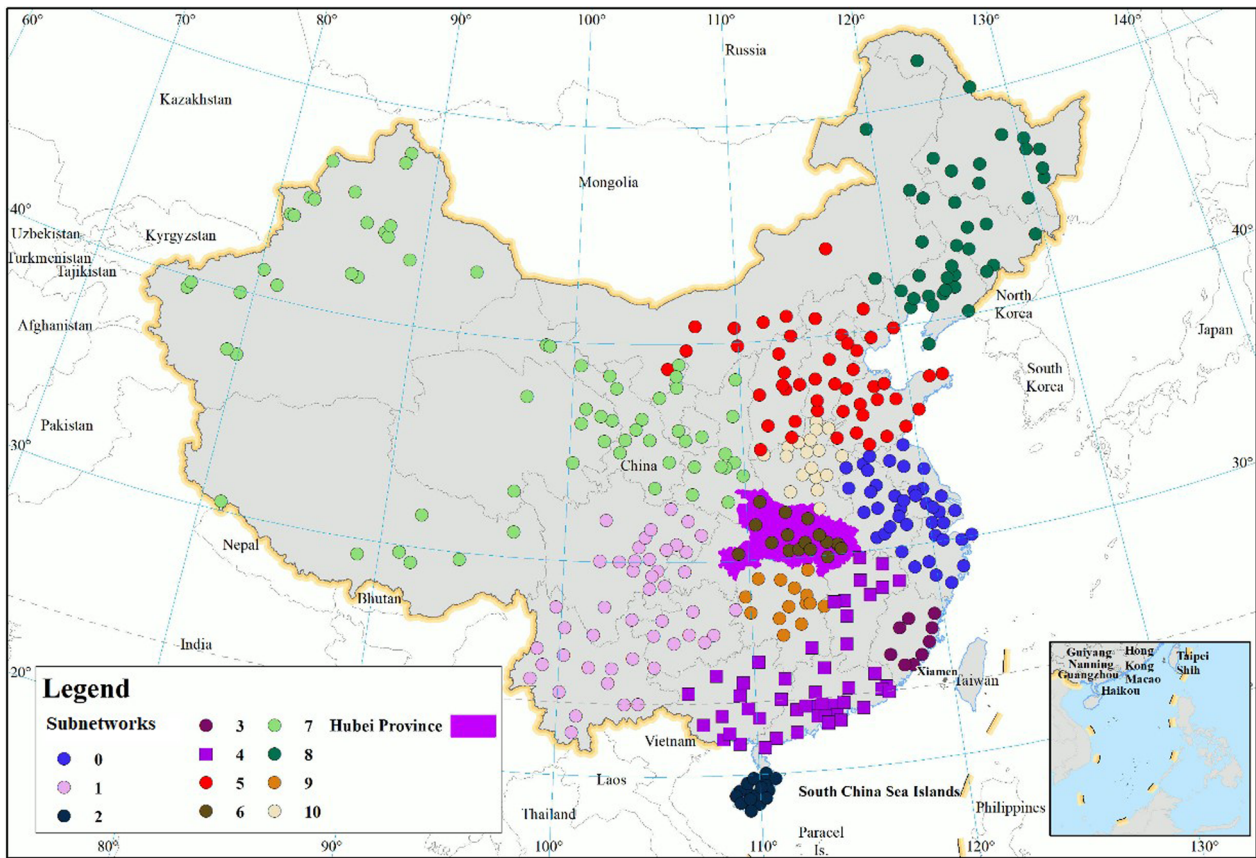 60°
70°
80°
90°
100°
110°
120°
130°
140°
Russia
Kazakhstan
Mongolia
40°
Uzbekistan
Kyrgyzstan
Turkmenistan
Tajikistan
40°
North
Korea
Afghanistan
Japan
South
Korea
Pakistan
30°
China
30°
Nepal
Bhutan
India
20°
Xiamen
Taiwan
Legend
Subnetworks
0
1
2
3
4
5
6
7
8
9
10
Hubei Province
Vietnam
Laos
Thailand
South China Sea Islands
Paracel
Is.
Philippines
Guiyang
Hong
Taipei
Nanning
Kong
Shih
Guangzhou
Macao
Haikou
80°
90°
100°
110°
120°
130°